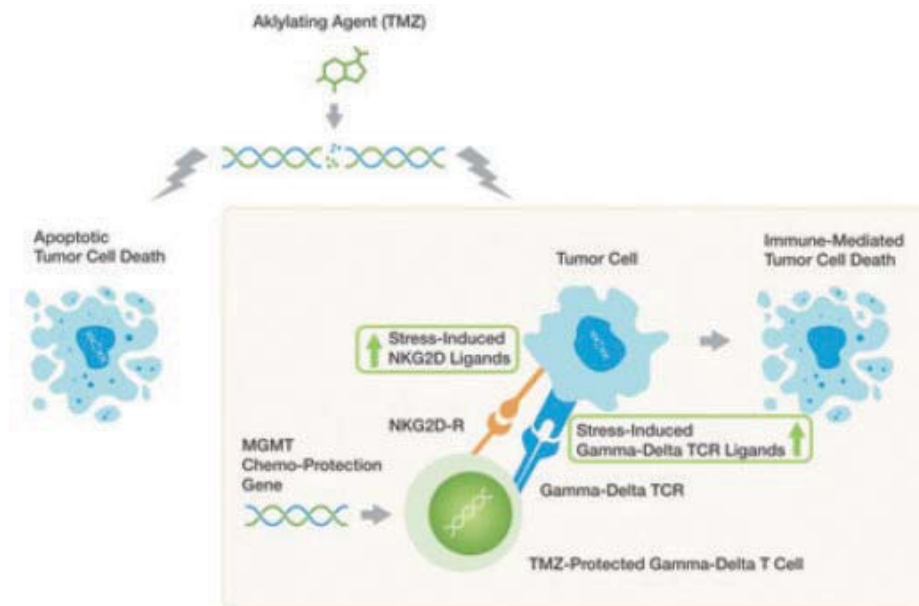 Aklylating Agent (TMZ)
Apoptotic
Tumor Cell Death
Tumor Cell
Immune-Mediated
Tumor Cell Death
Stress-Induced
NKG2D Ligands
NKG2D-R
Stress-Induced
Gamma-Delta TCR Ligands
MGMT
Chemo-Protection
Gene
Gamma-Delta TCR
TMZ-Protected Gamma-Delta T Cell